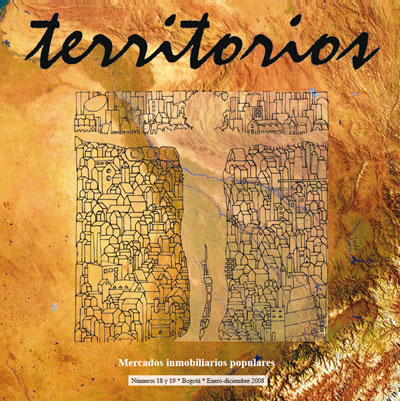 territorios
Mercados inmobiliarios populares
Números 18 y 19 * Bogotá * Enero-diciembre 2008